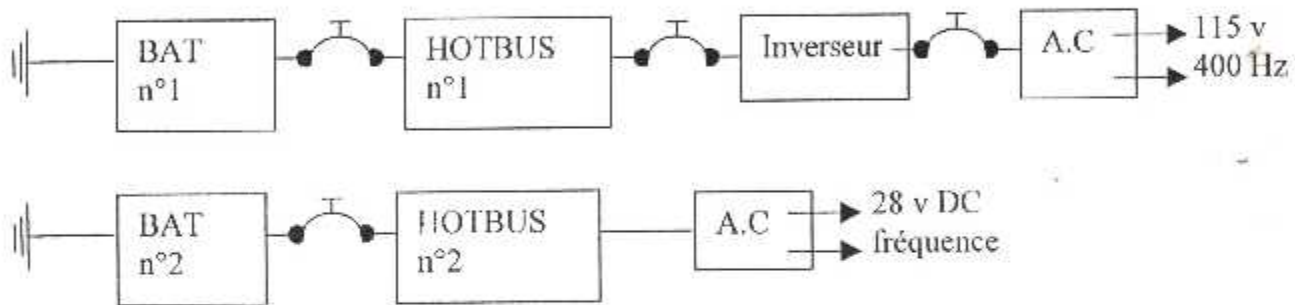 BAT
n°1
HOTBUS
n°1
Inverseur
A.C
115 v
400 Hz
BAT
n°2
HOTBUS
n°2
A.C
28 v DC
fréquence